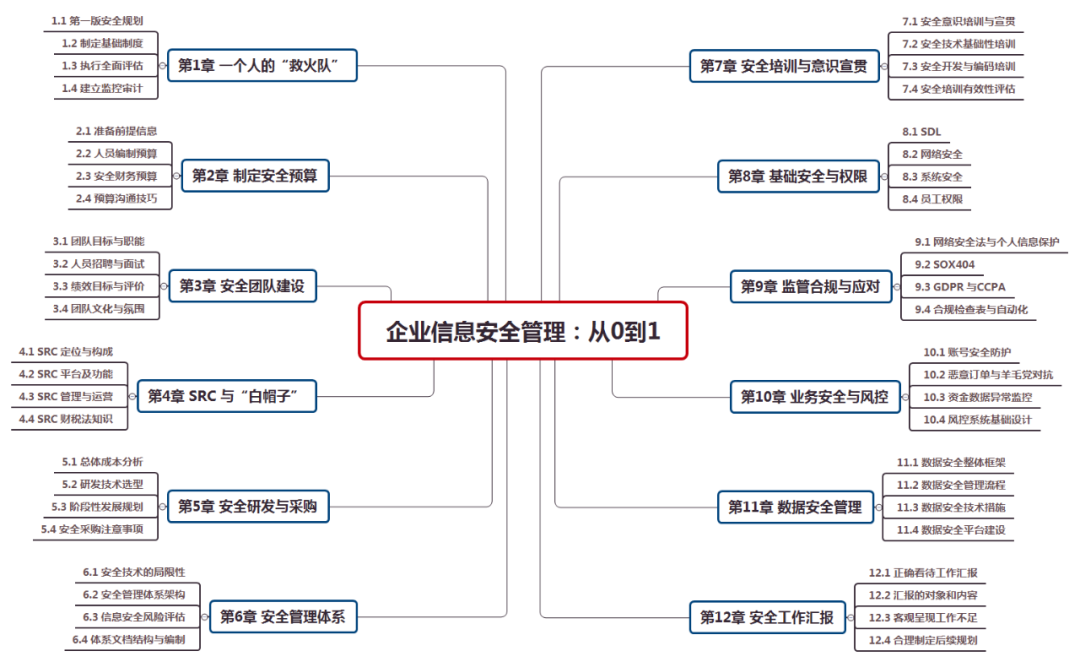 企业信息安全管理：从0到1
第1章 一个人的“救火队”
1.1 第一版安全规划
1.2 制定基础制度
1.3 执行全面评估
1.4 建立监控审计
第2章 制定安全预算
2.1 准备前提信息
2.2 人员编制预算
2.3 安全财务预算
2.4 预算沟通技巧
第3章 安全团队建设
3.1 团队目标与职能
3.2 人员招聘与面试
3.3 绩效目标与评价
3.4 团队文化与氛围
第4章 SRC 与“白帽子”
4.1 SRC 定位与构成
4.2 SRC 平台及功能
4.3 SRC 管理与运营
4.4 SRC 财税法知识
第5章 安全研发与采购
5.1 总体成本分析
5.2 研发技术选型
5.3 阶段性发展规划
5.4 安全采购注意事项
第6章 安全管理体系
6.1 安全技术的局限性
6.2 安全管理体系架构
6.3 信息安全风险评估
6.4 体系文档结构与编制
第7章 安全培训与意识宣贯
7.1 安全意识培训与宣贯
7.2 安全技术基础性培训
7.3 安全开发与编码培训
7.4 安全培训有效性评估
第8章 基础安全与权限
8.1 SDL
8.2 网络安全
8.3 系统安全
8.4 员工权限
第9章 监管合规与应对
9.1 网络安全法与个人信息保护
9.2 SOX404
9.3 GDPR 与CCPA
9.4 合规检查表与自动化
第10章 业务安全与风控
10.1 账号安全防护
10.2 恶意订单与羊毛党对抗
10.3 资金数据异常监控
10.4 风控系统基础设计
第11章 数据安全管理
11.1 数据安全整体框架
11.2 数据安全管理流程
11.3 数据安全技术措施
11.4 数据安全平台建设
第12章 安全工作汇报
12.1 正确看待工作汇报
12.2 汇报的对象和内容
12.3 客观呈现工作不足
12.4 合理制定后续规划